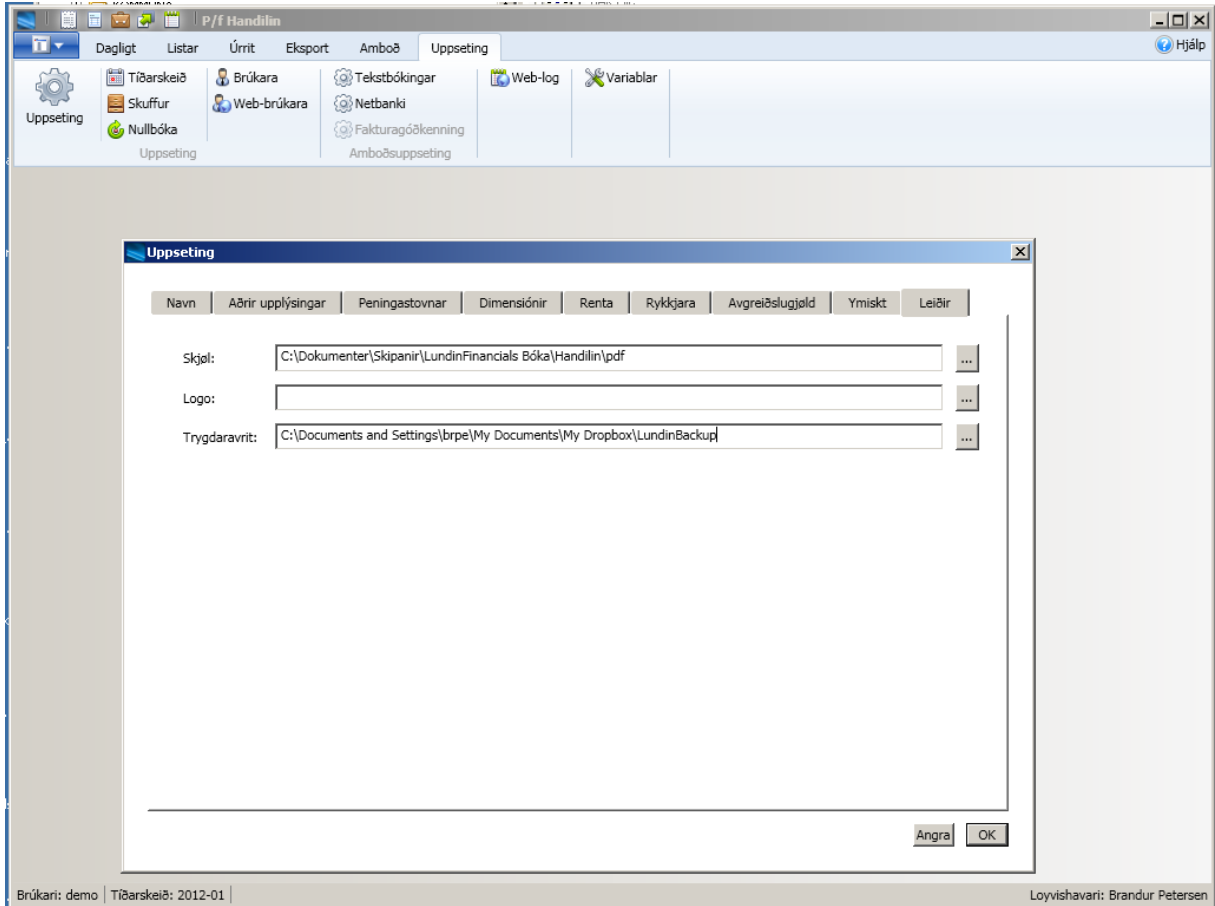 P/f Handilin
Dagligt Listar Úrrit Eksport Amboð Uppseting Hjálp
Tíðarskeið Brúkara Tekstbókingar Web-log Variablar
Skuffur Web-brúkara Netbanki
Uppseting
Nullbóka Fakturagóðkenning
Uppseting Amboðsuppseting
Uppseting
Navn Aðrir upplýsingar Peningastovnar Dimensiónir Renta Rykkjara Avgreiðslugjøld Ymiskt Leiðir
Skjøl: C:\Dokumenter\Skipanir\LundinFinancials Bóka\Handilin\pdf ...
Logo: ...
Trygdaravrit: C:\Documents and Settings\brpe\My Documents\My Dropbox\LundinBackup ...
Angra OK
Brúkari: demo Tíðarskeið: 2012-01 Loyvishavari: Brandur Petersen